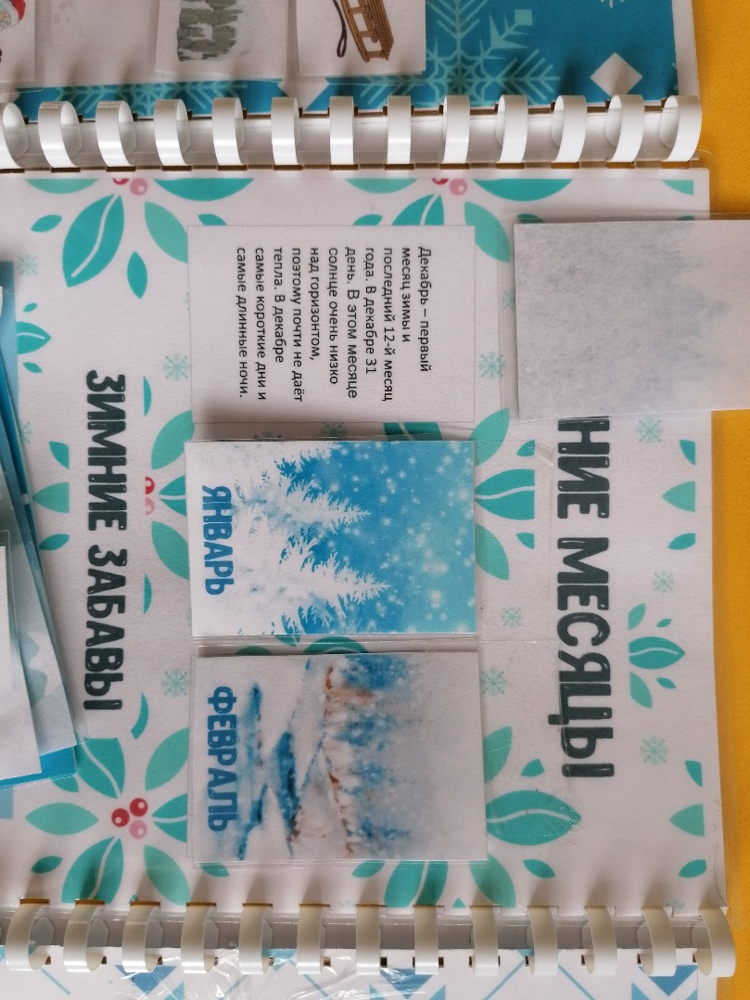 НИЕ МЕСЯЦЫ
Декабрь – первый
месяц зимы и
последний 12-й месяц
года. В декабре 31
день. В этом месяце
солнце очень низко
над горизонтом,
поэтому почти не даёт
тепла. В декабре
самые короткие дни и
самые длинные ночи.
ЯНВАРЬ
ФЕВРАЛЬ
ЗИМНИЕ ЗАБАВЫ